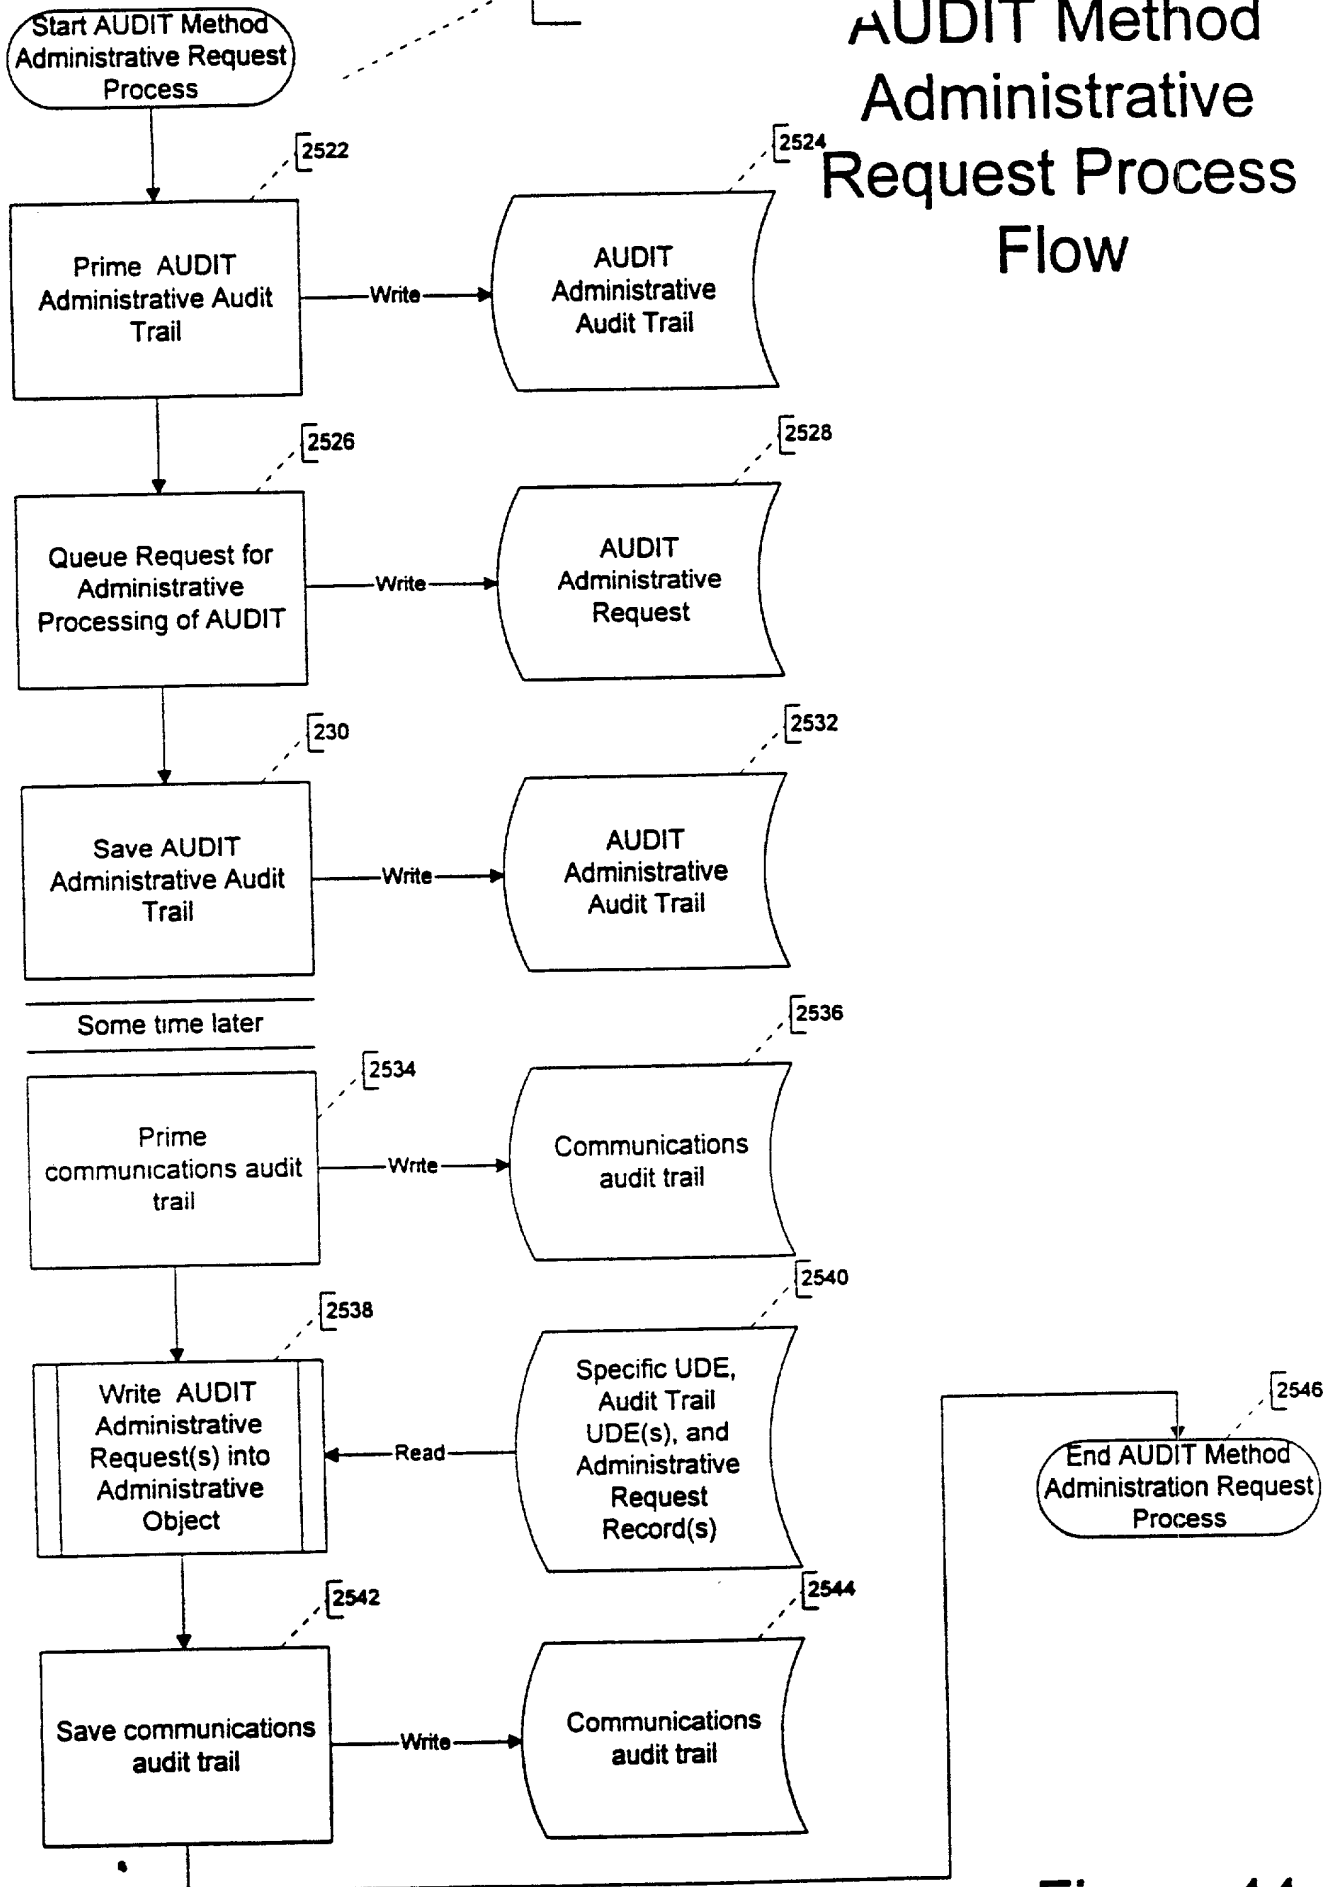 Start AUDIT Method
Administrative Request
Process
AUDIT Method
Administrative
Request Process
Flow
2522
2524
Prime AUDIT
Administrative Audit
Trail
Write
AUDIT
Administrative
Audit Trail
2526
2528
Queue Request for
Administrative
Processing of AUDIT
Write
AUDIT
Administrative
Request
230
2532
Save AUDIT
Administrative Audit
Trail
Write
AUDIT
Administrative
Audit Trail
Some time later
2534
2536
Prime
communications audit
trail
Write
Communications
audit trail
2538
2540
Write AUDIT
Administrative
Request(s) into
Administrative
Object
Read
Specific UDE,
Audit Trail
UDE(s), and
Administrative
Request
Record(s)
2546
End AUDIT Method
Administration Request
Process
2542
2544
Save communications
audit trail
Write
Communications
audit trail